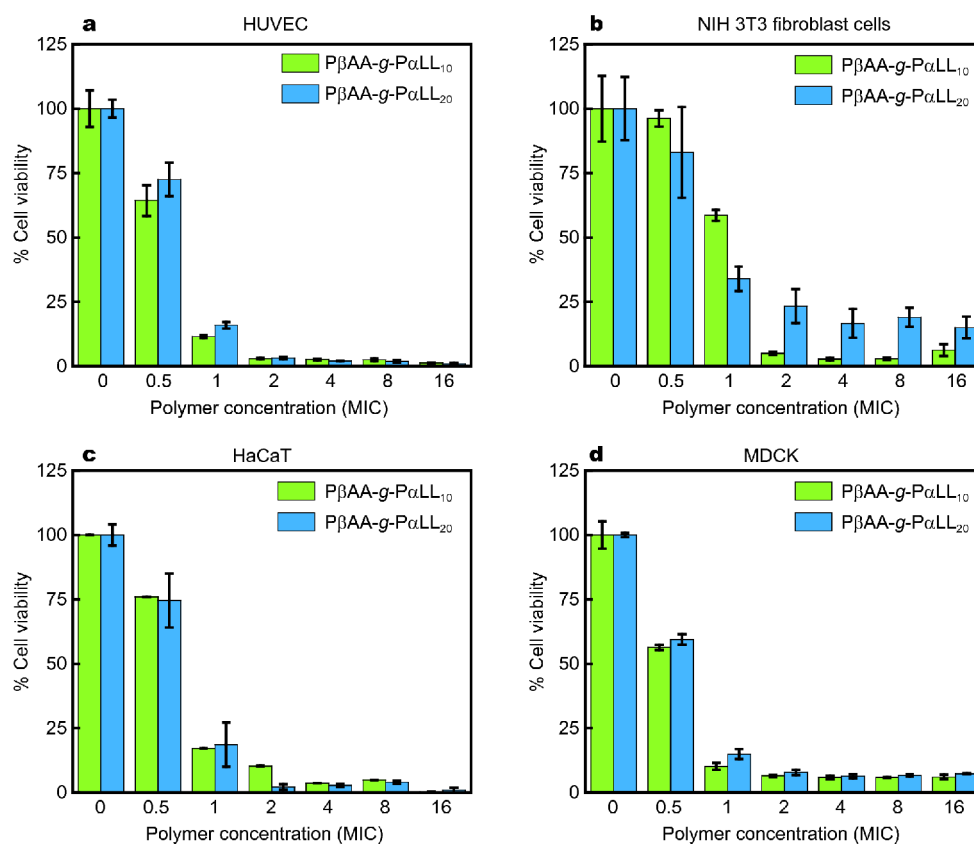 a HUVEC
125
100
75
50
25
0
% Cell viability
PβAA-g-PαLL₁₀
PβAA-g-PαLL₂₀
0 0.5 1 2 4 8 16
Polymer concentration (MIC)
b NIH 3T3 fibroblast cells
125
100
75
50
25
0
% Cell viability
PβAA-g-PαLL₁₀
PβAA-g-PαLL₂₀
0 0.5 1 2 4 8 16
Polymer concentration (MIC)
c HaCaT
125
100
75
50
25
0
% Cell viability
PβAA-g-PαLL₁₀
PβAA-g-PαLL₂₀
0 0.5 1 2 4 8 16
Polymer concentration (MIC)
d MDCK
125
100
75
50
25
0
% Cell viability
PβAA-g-PαLL₁₀
PβAA-g-PαLL₂₀
0 0.5 1 2 4 8 16
Polymer concentration (MIC)